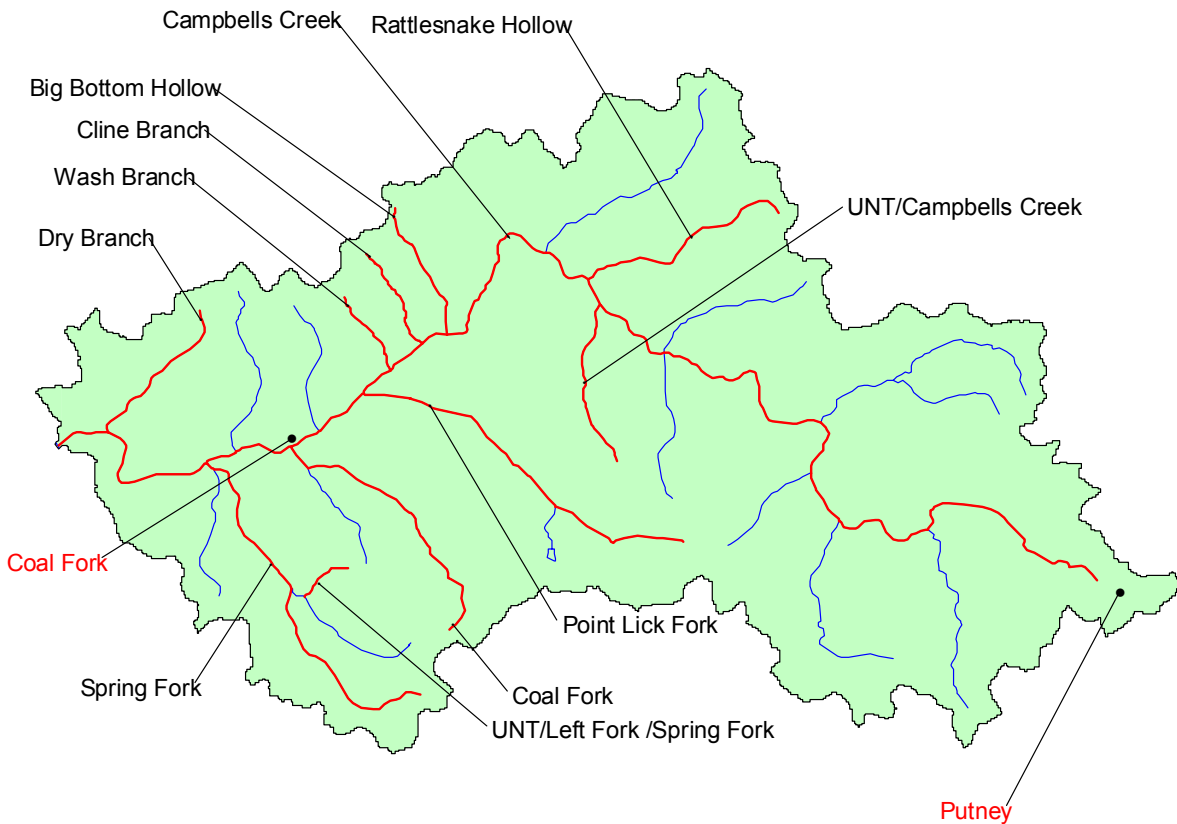 Campbells Creek
Rattlesnake Hollow
Big Bottom Hollow
Cline Branch
Wash Branch
UNT/Campbells Creek
Dry Branch
Coal Fork
Point Lick Fork
Spring Fork
Coal Fork
UNT/Left Fork /Spring Fork
Putney